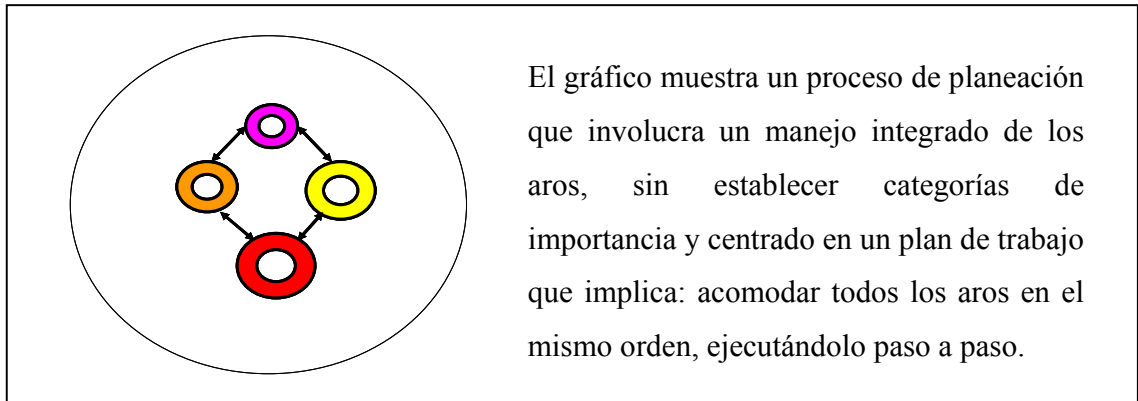 El gráfico muestra un proceso de planeación
que involucra un manejo integrado de los
aros, sin establecer categorías de
importancia y centrado en un plan de trabajo
que implica: acomodar todos los aros en el
mismo orden, ejecutándolo paso a paso.